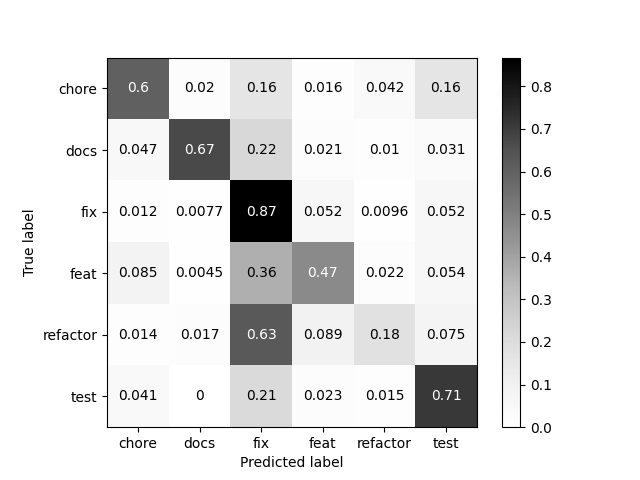 chore 0.6 0.02 0.16 0.016 0.042 0.16
docs 0.047 0.67 0.22 0.021 0.01 0.031
fix 0.012 0.0077 0.87 0.052 0.0096 0.052
feat 0.085 0.0045 0.36 0.47 0.022 0.054
refactor 0.014 0.017 0.63 0.089 0.18 0.075
test 0.041 0 0.21 0.023 0.015 0.71
chore docs fix feat refactor test
Predicted label
True label
0.8
0.7
0.6
0.5
0.4
0.3
0.2
0.1
0.0